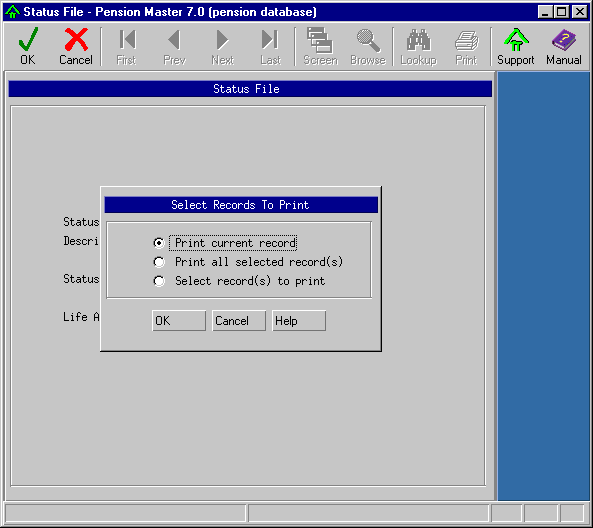 Status File - Pension Master 7.0 (pension database)
OK Cancel First Prev Next Last Screen Browse Lookup Print Support Manual
Status File
Select Records To Print
Status
Descri
Status
Life A
Print current record
Print all selected record(s)
Select record(s) to print
OK Cancel Help